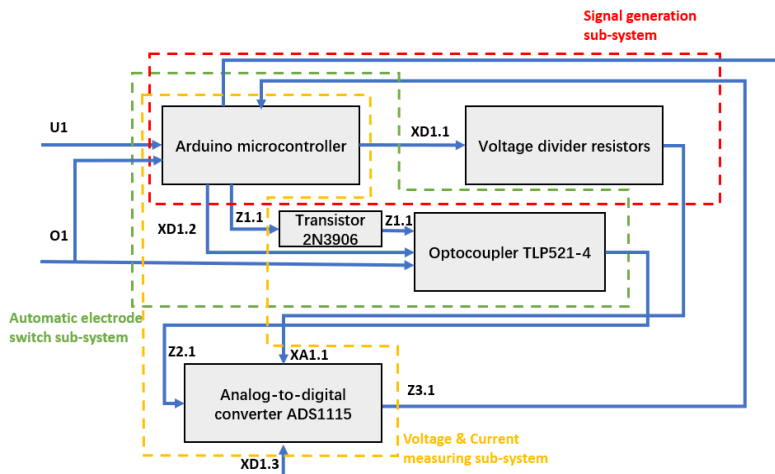 Signal generation
sub-system
U1
Arduino microcontroller
XD1.1
Voltage divider resistors
O1
XD1.2
Z1.1
Transistor
2N3906
Z1.1
Optocoupler TLP521-4
Automatic electrode
switch sub-system
Z2.1
XA1.1
Analog-to-digital
converter ADS1115
Z3.1
Voltage & Current
measuring sub-system
XD1.3